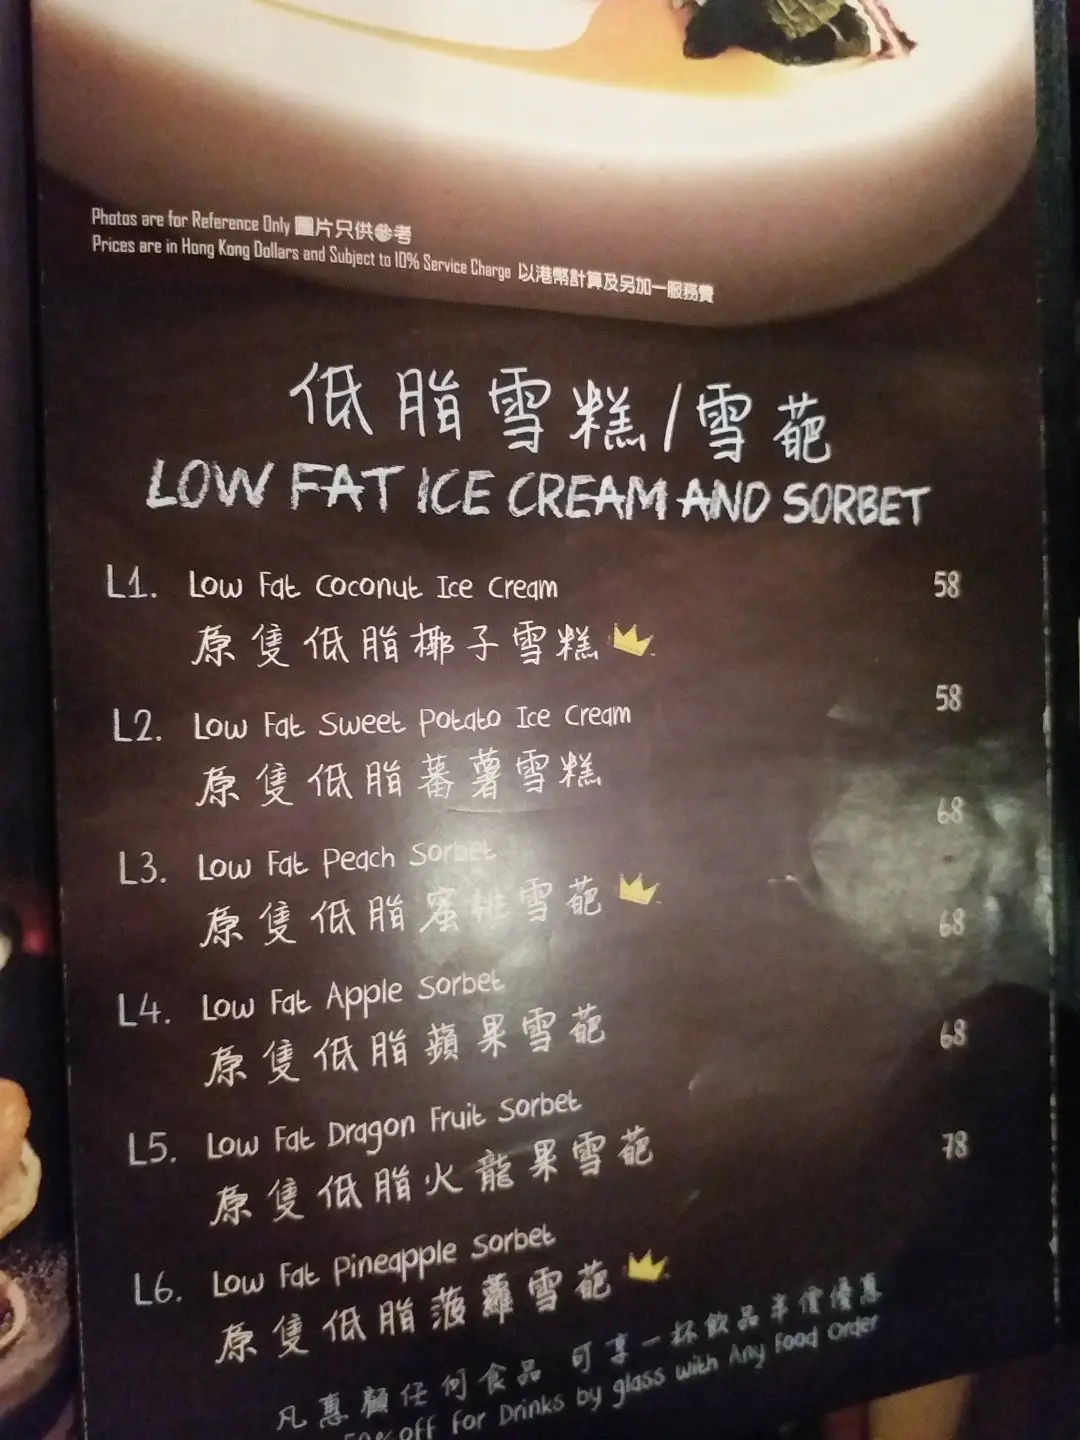 Photos are for Reference Only 圖片只供參考
Prices are in Hong Kong Dollars and Subject to 10% Service Charge 以港幣計算及另加一服務費
低脂雪糕/雪葩
LOW FAT ICE CREAM AND SORBET
L1. Low Fat Coconut Ice Cream 58
原隻低脂椰子雪糕
L2. Low Fat Sweet Potato Ice Cream 58
原隻低脂蕃薯雪糕
L3. Low Fat Peach Sorbet 68
原隻低脂蜜桃雪葩
L4. Low Fat Apple Sorbet 68
原隻低脂蘋果雪葩
L5. Low Fat Dragon Fruit Sorbet 68
原隻低脂火龍果雪葩
L6. Low Fat Pineapple Sorbet 78
原隻低脂菠蘿雪葩
凡惠顧任何食品 可享一杯飲品半價優惠
50% off for Drinks by glass with Any Food Order